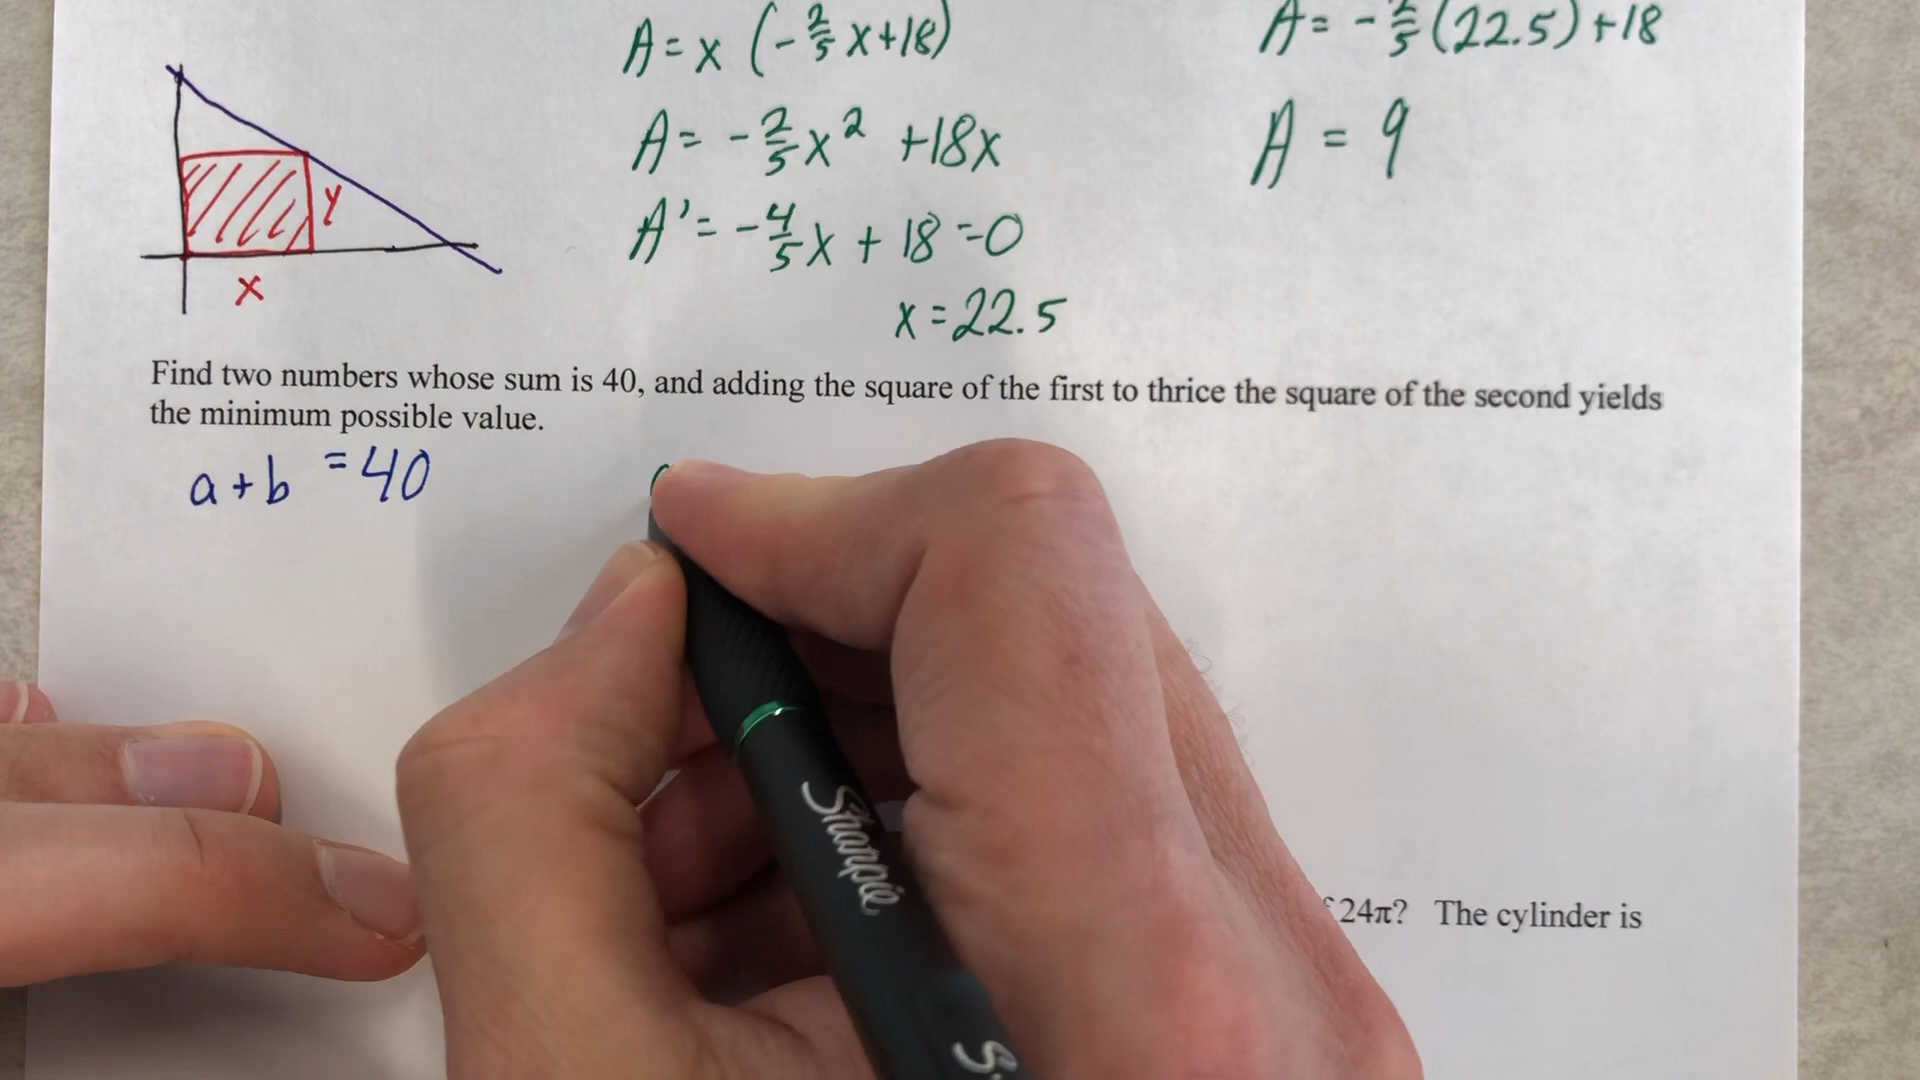 A = x (-2/5 x + 18)
A = -2/5 (22.5) + 18
A = -2/5 x² + 18x
A = 9
A' = -4/5 x + 18 = 0
y
x
x = 22.5
Find two numbers whose sum is 40, and adding the square of the first to thrice the square of the second yields
the minimum possible value.
a + b = 40
Sharpie
24π? The cylinder is
S.